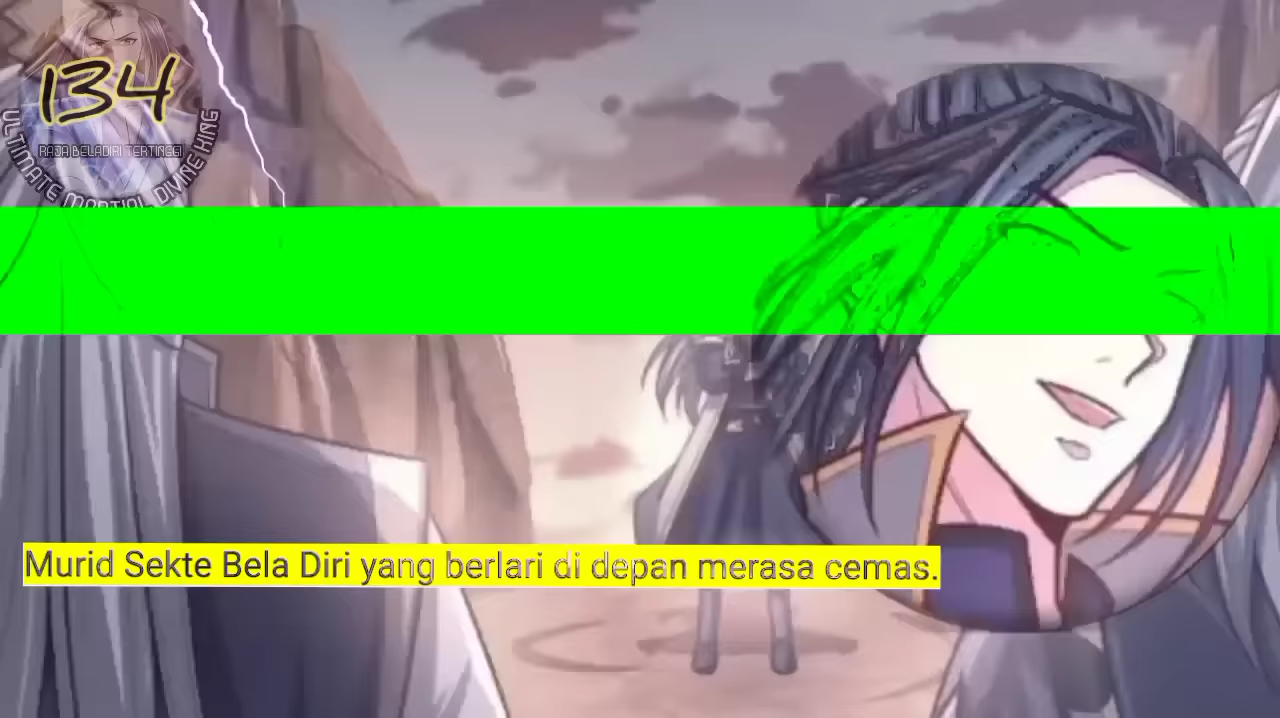 134
RAJA BELADIRI TERTINGGI
ULTIMATE MARTIAL DIVINE KING
Murid Sekte Bela Diri yang berlari di depan merasa cemas.